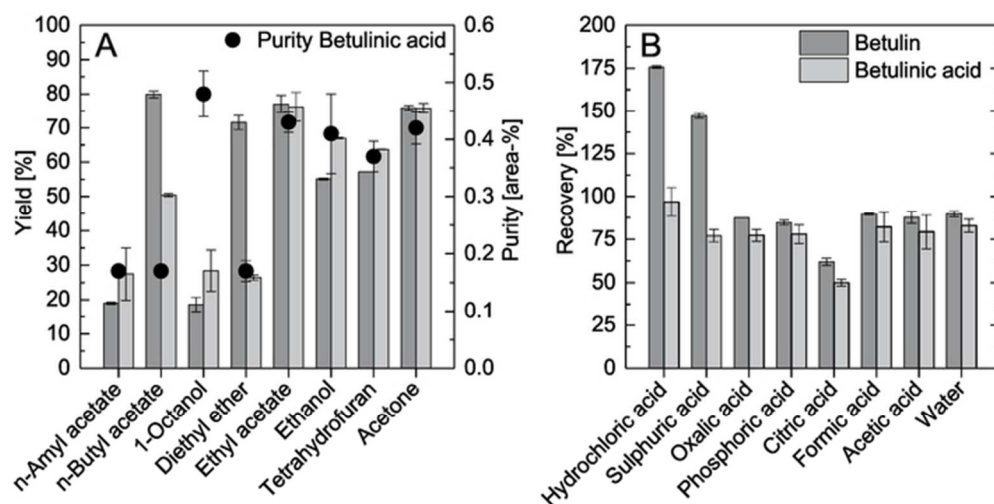 A
Purity Betulinic acid
Yield [%]
100
90
80
70
60
50
40
30
20
10
0
0.6
0.5
0.4
0.3
0.2
0.1
0.0
Purity [area-%]
n-Amyl acetate
n-Butyl acetate
1-Octanol
Diethyl ether
Ethyl acetate
Ethanol
Tetrahydrofuran
Acetone
B
Betulin
Betulinic acid
Recovery [%]
200
175
150
125
100
75
50
25
0
Hydrochloric acid
Sulphuric acid
Oxalic acid
Phosphoric acid
Citric acid
Formic acid
Acetic acid
Water